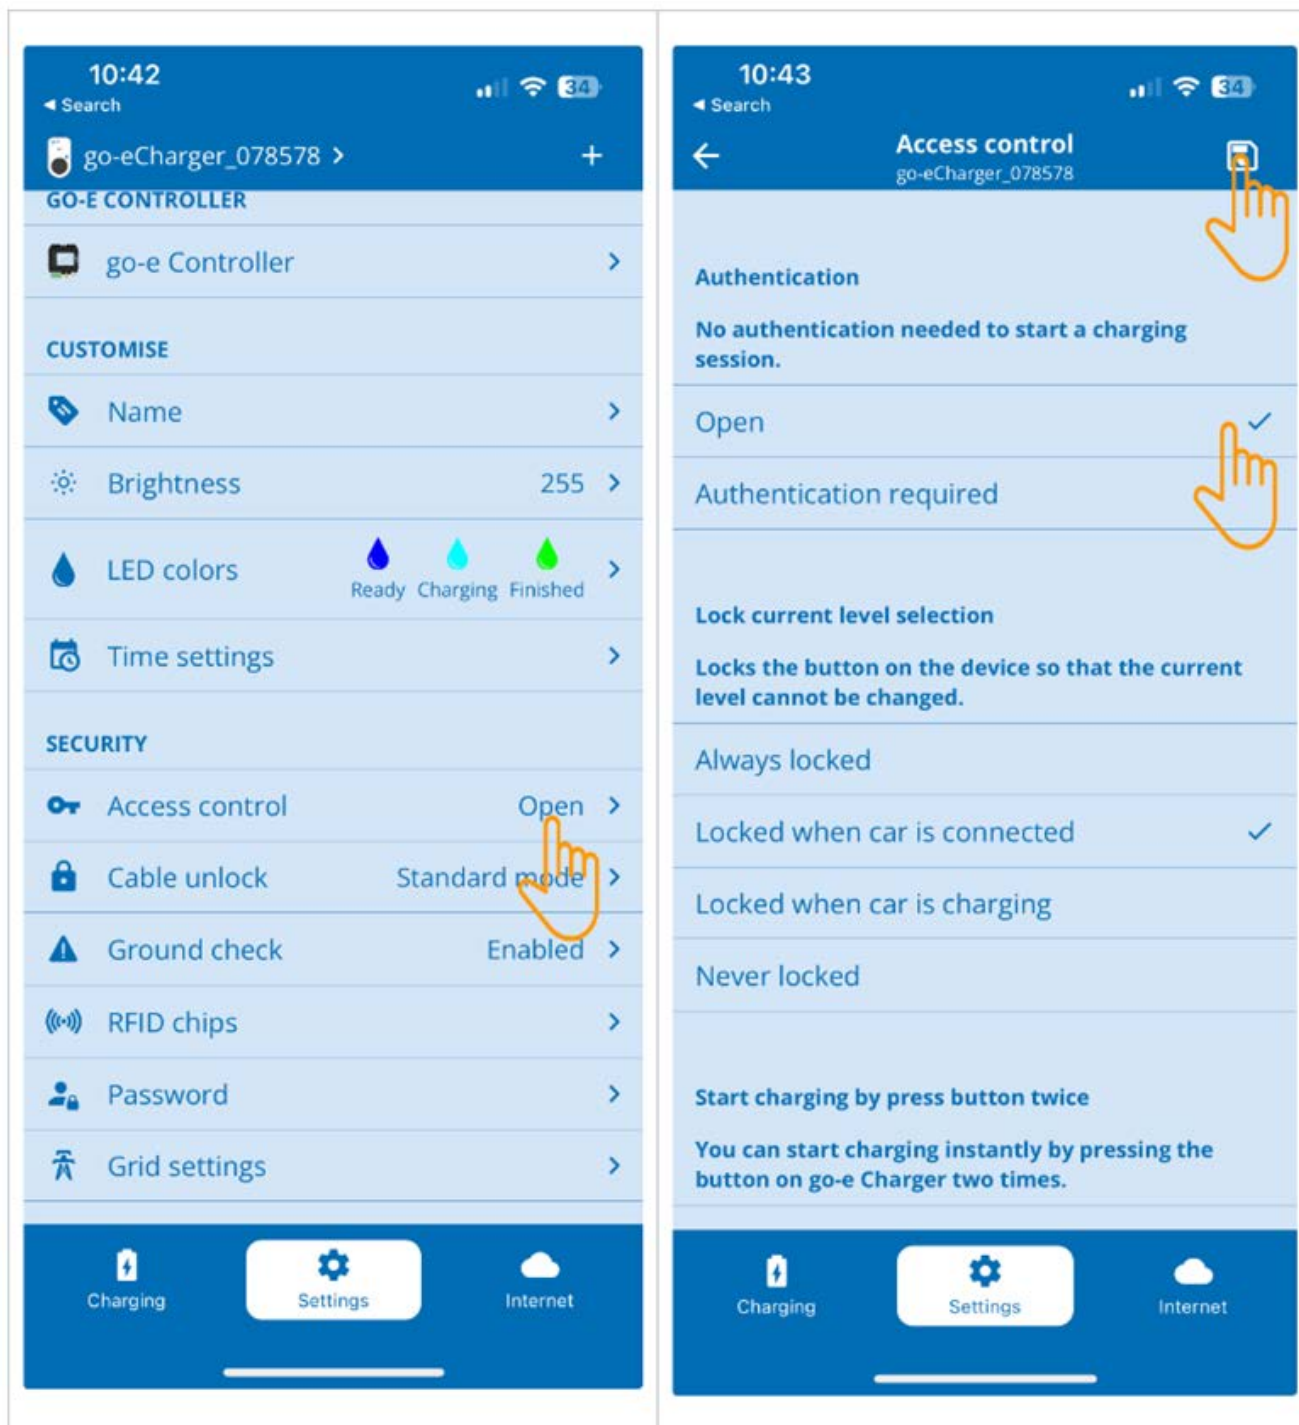 10:42
34
◄ Search
go-eCharger_078578 >
+
GO-E CONTROLLER
go-e Controller
CUSTOMISE
Name
Brightness 255
LED colors
Ready Charging Finished
Time settings
SECURITY
Access control Open
Cable unlock Standard mode
Ground check Enabled
RFID chips
Password
Grid settings
Charging Settings Internet
10:43
34
◄ Search
Access control
go-eCharger_078578
Authentication
No authentication needed to start a charging
session.
Open
Authentication required
Lock current level selection
Locks the button on the device so that the current
level cannot be changed.
Always locked
Locked when car is connected
Locked when car is charging
Never locked
Start charging by press button twice
You can start charging instantly by pressing the
button on go-e Charger two times.
Charging Settings Internet